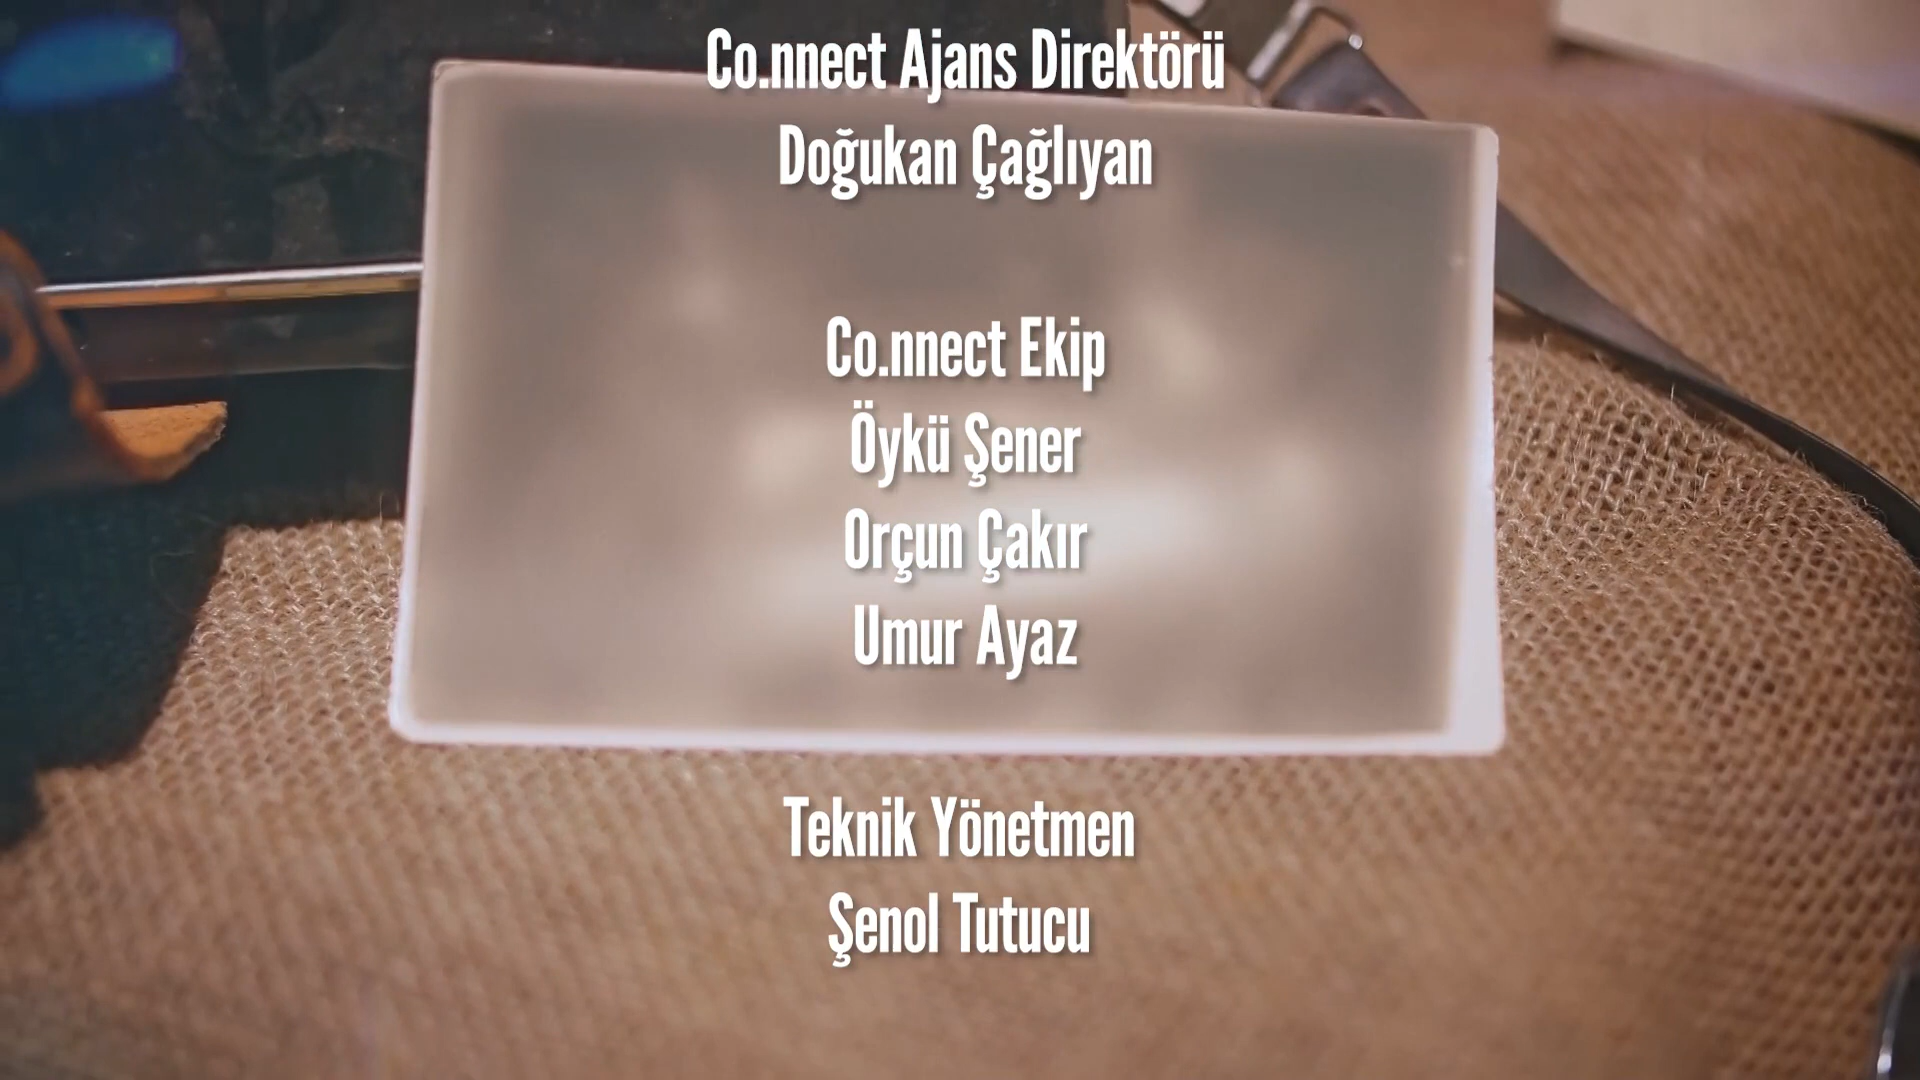 Co.nnect Ajans Direktörü
Doğukan Çağlıyan
Co.nnect Ekip
Öykü Şener
Orçun Çakır
Umur Ayaz
Teknik Yönetmen
Şenol Tutucu